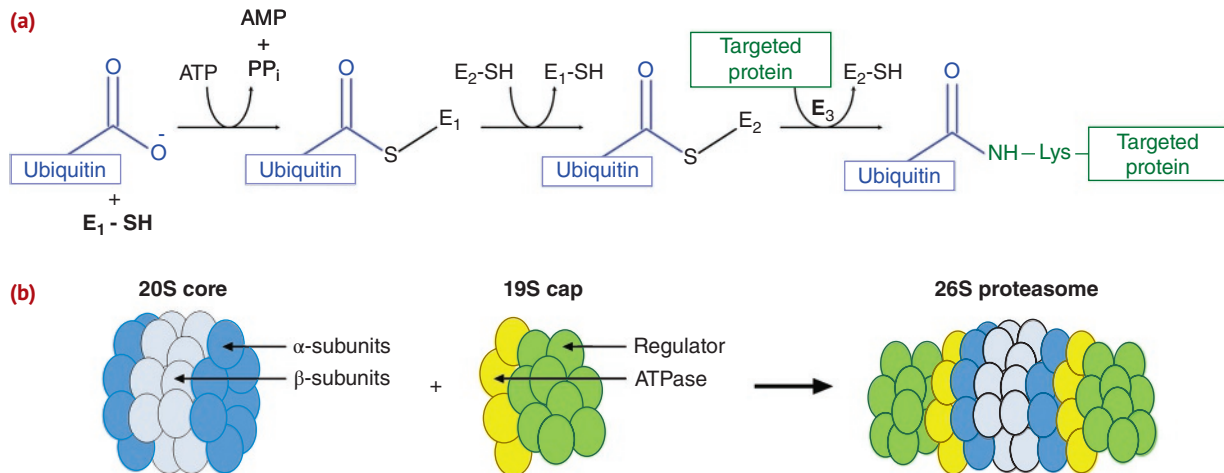 (a)
AMP
+
PPi
ATP
O
O-
Ubiquitin
+
E1 - SH
O
S
E1
Ubiquitin
E2-SH
E1-SH
O
S
E2
Ubiquitin
Targeted
protein
E2-SH
E3
O
NH – Lys
Ubiquitin
Targeted
protein
(b)
20S core
19S cap
26S proteasome
α-subunits
β-subunits
+
Regulator
ATPase